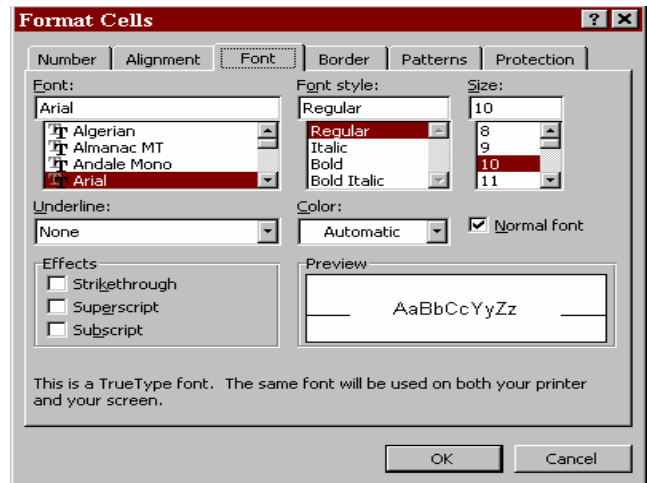 Format Cells
Number Alignment Font Border Patterns Protection
Font: Font style: Size:
Arial Regular 10
Algerian Regular 8
Almanac MT Italic 9
Andale Mono Bold 10
Arial Bold Italic 11
Underline: Color:
None Automatic Normal font
Effects Preview
Strikethrough
Superscript AaBbCcYyZz
Subscript
This is a TrueType font. The same font will be used on both your printer
and your screen.
OK Cancel